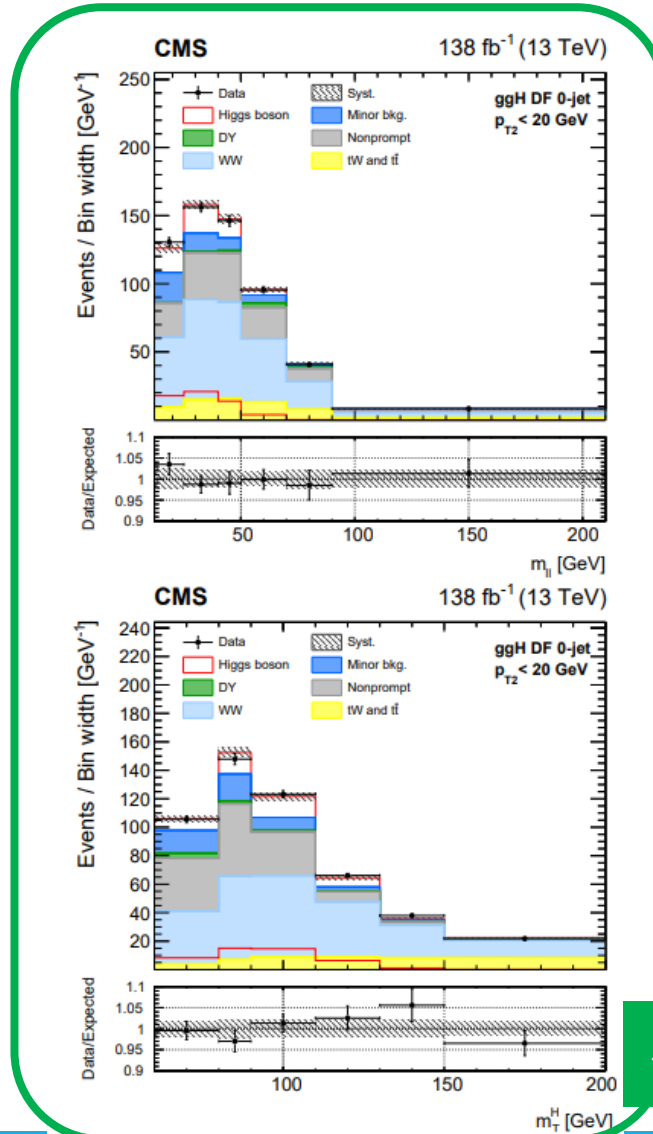 CMS 138 fb⁻¹ (13 TeV)
Events / Bin width [GeV⁻¹]
250
200
150
100
50
Data
Syst.
ggH DF 0-jet
Higgs boson
Minor bkg.
p_T2 < 20 GeV
DY
Nonprompt
WW
tW and tt̄
Data/Expected
1.1
1.05
1
0.95
0.9
50 100 150 200
m_ll [GeV]
CMS 138 fb⁻¹ (13 TeV)
Events / Bin width [GeV⁻¹]
240
220
200
180
160
140
120
100
80
60
40
20
Data
Syst.
ggH DF 0-jet
Higgs boson
Minor bkg.
p_T2 < 20 GeV
DY
Nonprompt
WW
tW and tt̄
Data/Expected
1.1
1.05
1
0.95
0.9
100 150 200
m_T^H [GeV]